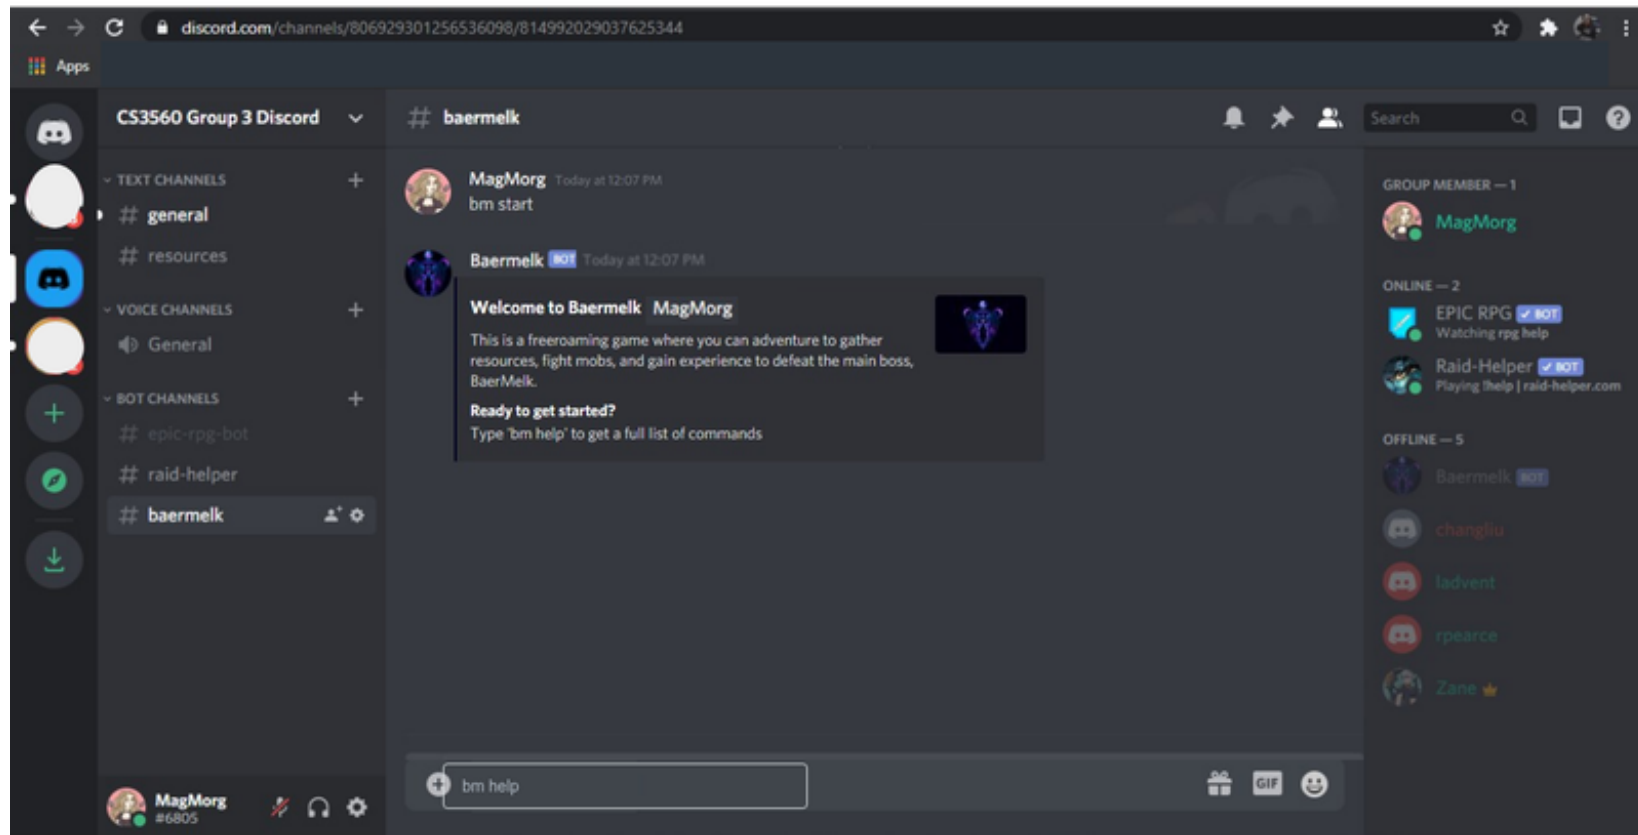 discord.com/channels/806929301256536098/814992029037625344
Apps
CS3560 Group 3 Discord
baermelk
Search
TEXT CHANNELS
general
resources
VOICE CHANNELS
General
BOT CHANNELS
epic-rpg-bot
raid-helper
baermelk
MagMorg
#6805
MagMorg Today at 12:07 PM
bm start
Baermelk BOT Today at 12:07 PM
Welcome to Baermelk MagMorg
This is a freeroaming game where you can adventure to gather
resources, fight mobs, and gain experience to defeat the main boss,
BaerMelk.
Ready to get started?
Type 'bm help' to get a full list of commands
bm help
GIF
GROUP MEMBER — 1
MagMorg
ONLINE — 2
EPIC RPG ✓ BOT
Watching rpg help
Raid-Helper ✓ BOT
Playing !help | raid-helper.com
OFFLINE — 5
Baermelk BOT
changliu
ladvent
rpearce
Zane